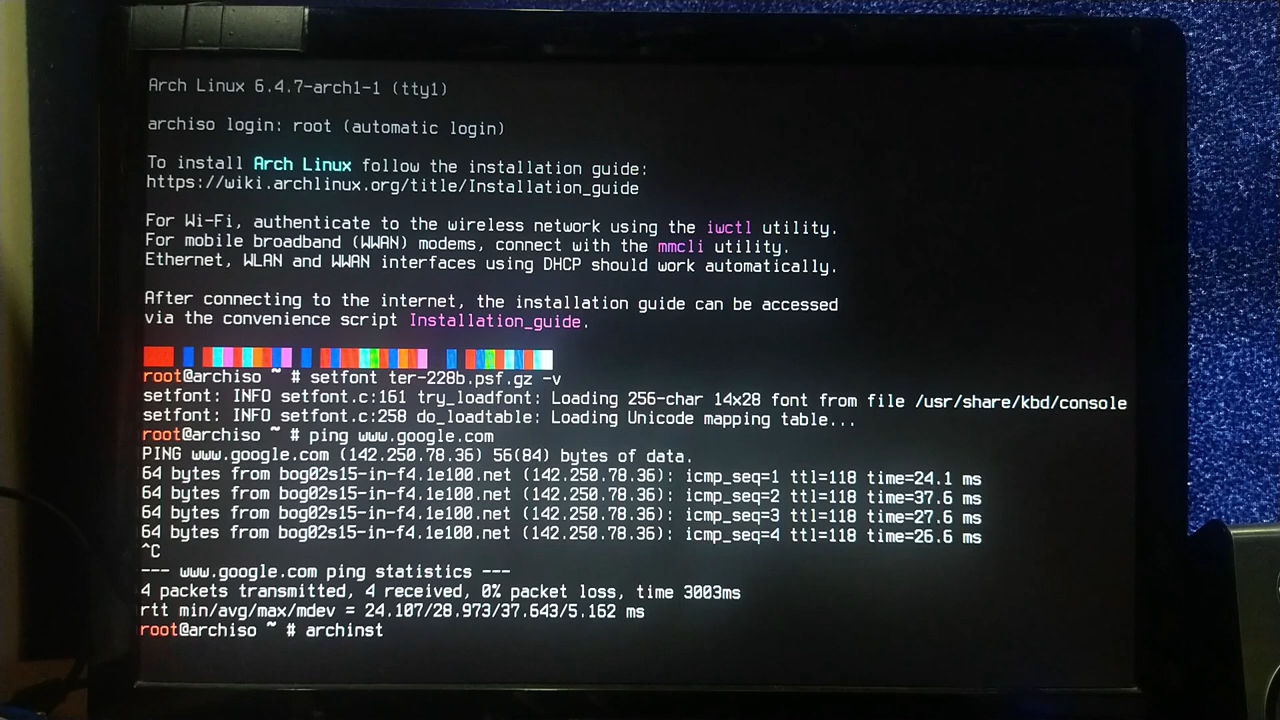 Arch Linux 6.4.7-arch1-1 (tty1)
archiso login: root (automatic login)
To install Arch Linux follow the installation guide:
https://wiki.archlinux.org/title/Installation_guide
For Wi-Fi, authenticate to the wireless network using the iwctl utility.
For mobile broadband (WWAN) modems, connect with the mmcli utility.
Ethernet, WLAN and WWAN interfaces using DHCP should work automatically.
After connecting to the internet, the installation guide can be accessed
via the convenience script Installation_guide.
root@archiso ~ # setfont ter-228b.psf.gz -v
setfont: INFO setfont.c:161 try_loadfont: Loading 256-char 14x28 font from file /usr/share/kbd/console
setfont: INFO setfont.c:258 do_loadtable: Loading Unicode mapping table...
root@archiso ~ # ping www.google.com
PING www.google.com (142.250.78.36) 56(84) bytes of data.
64 bytes from bog02s15-in-f4.1e100.net (142.250.78.36): icmp_seq=1 ttl=118 time=24.1 ms
64 bytes from bog02s15-in-f4.1e100.net (142.250.78.36): icmp_seq=2 ttl=118 time=37.6 ms
64 bytes from bog02s15-in-f4.1e100.net (142.250.78.36): icmp_seq=3 ttl=118 time=27.6 ms
64 bytes from bog02s15-in-f4.1e100.net (142.250.78.36): icmp_seq=4 ttl=118 time=26.6 ms
^C
--- www.google.com ping statistics ---
4 packets transmitted, 4 received, 0% packet loss, time 3003ms
rtt min/avg/max/mdev = 24.107/28.973/37.643/5.162 ms
root@archiso ~ # archinst